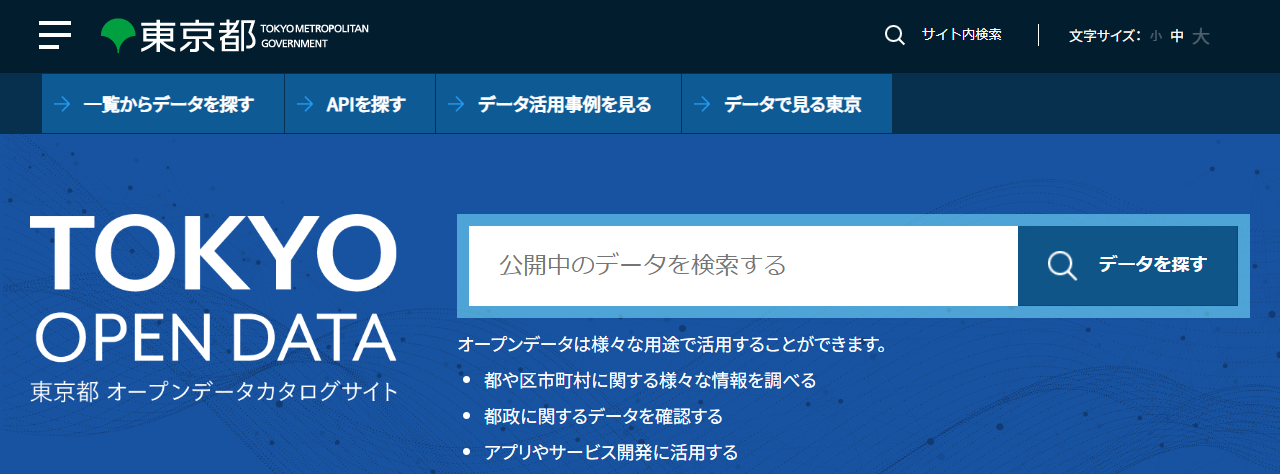 東京都 TOKYO METROPOLITAN GOVERNMENT
サイト内検索
文字サイズ: 小 中 大
一覧からデータを探す
APIを探す
データ活用事例を見る
データで見る東京
TOKYO
OPEN DATA
東京都 オープンデータカタログサイト
公開中のデータを検索する
データを探す
オープンデータは様々な用途で活用することができます。
• 都や区市町村に関する様々な情報を調べる
• 都政に関するデータを確認する
• アプリやサービス開発に活用する